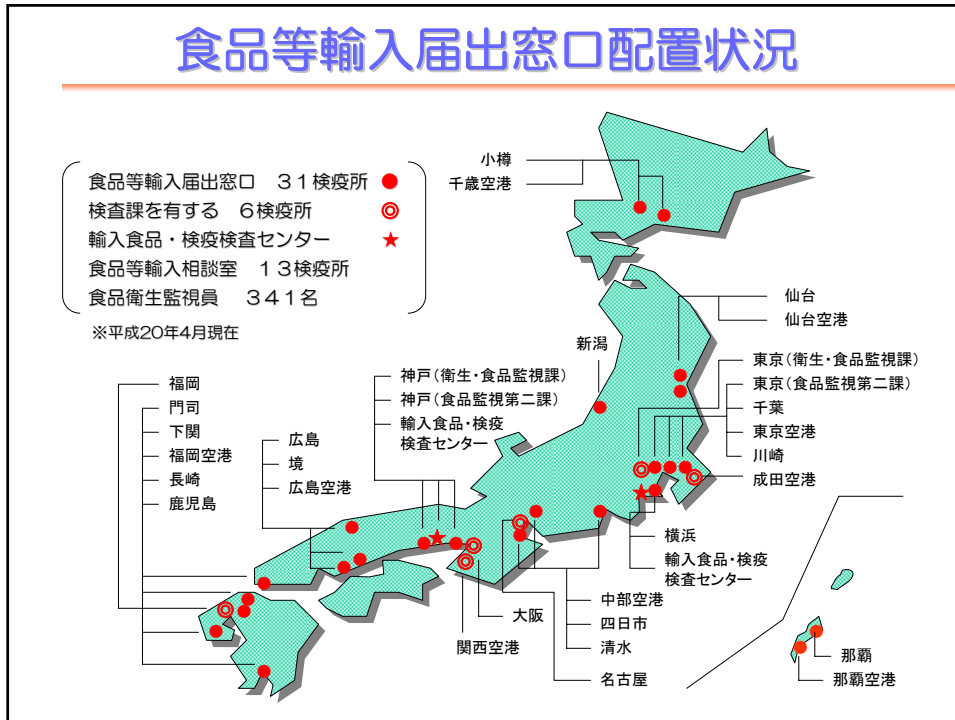 食品等輸入届出窓口配置状況
食品等輸入届出窓口　３１検疫所
検査課を有する　６検疫所
輸入食品・検疫検査センター
食品等輸入相談室　１３検疫所
食品衛生監視員　３４１名
※平成20年4月現在
小樽
千歳空港
仙台
仙台空港
新潟
東京（衛生・食品監視課）
東京（食品監視第二課）
千葉
東京空港
川崎
成田空港
神戸（衛生・食品監視課）
神戸（食品監視第二課）
輸入食品・検疫
検査センター
福岡
門司
下関
福岡空港
長崎
鹿児島
広島
境
広島空港
横浜
輸入食品・検疫
検査センター
大阪
関西空港
中部空港
四日市
清水
名古屋
那覇
那覇空港